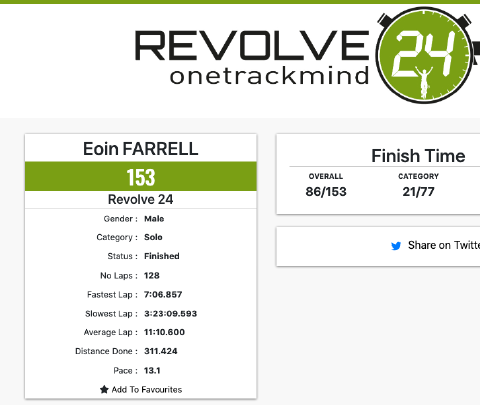 REVOLVE 24
onetrackmind
Eoin FARRELL
153
Revolve 24
Gender : Male
Category : Solo
Status : Finished
No Laps : 128
Fastest Lap : 7:06.857
Slowest Lap : 3:23:09.593
Average Lap : 11:10.600
Distance Done : 311.424
Pace : 13.1
Add To Favourites
Finish Time
OVERALL CATEGORY
86/153 21/77
Share on Twitte